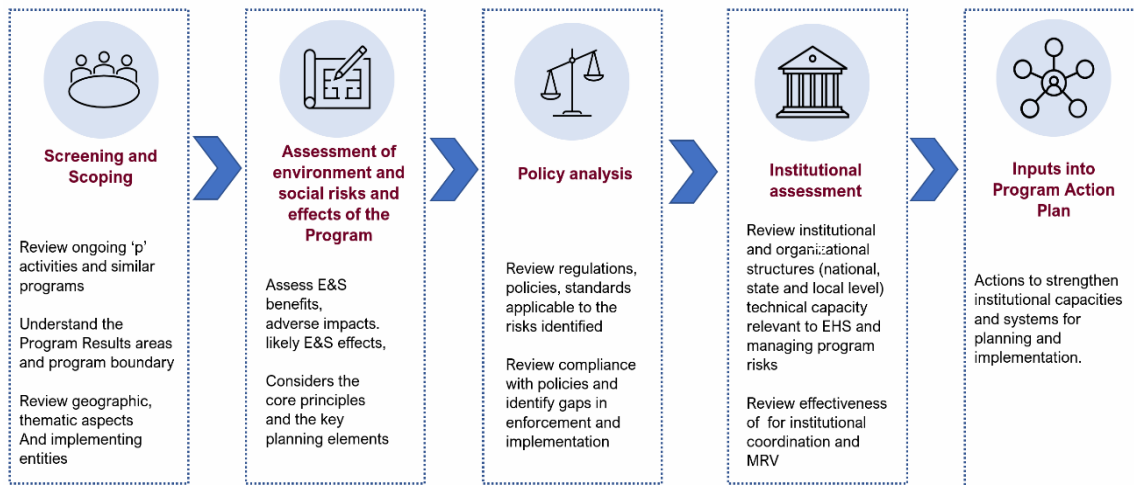 Screening and
Scoping
Review ongoing ‘p’
activities and similar
programs
Understand the
Program Results areas
and program boundary
Review geographic,
thematic aspects
And implementing
entities
Assessment of
environment and
social risks and
effects of the
Program
Assess E&S
benefits,
adverse impacts.
likely E&S effects,
Considers the
core principles
and the key
planning elements
Policy analysis
Review regulations,
policies, standards
applicable to the
risks identified
Review compliance
with policies and
identify gaps in
enforcement and
implementation
Institutional
assessment
Review institutional
and organizational
structures (national,
state and local level)
technical capacity
relevant to EHS and
managing program
risks
Review effectiveness
of for institutional
coordination and
MRV
Inputs into
Program Action
Plan
Actions to strengthen
institutional capacities
and systems for
planning and
implementation.